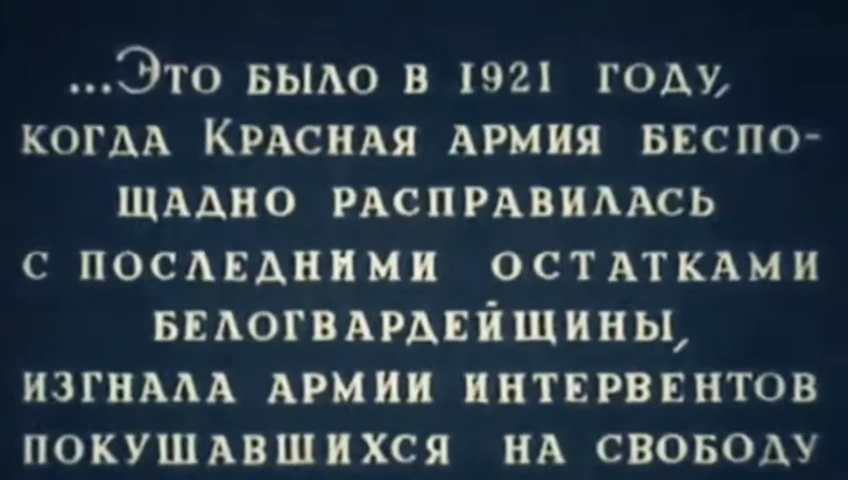 ...Это было в 1921 году,
когда Красная армия беспо-
щадно расправилась
с последними остатками
белогвардейщины,
изгнала армии интервентов
покушавшихся на свободу